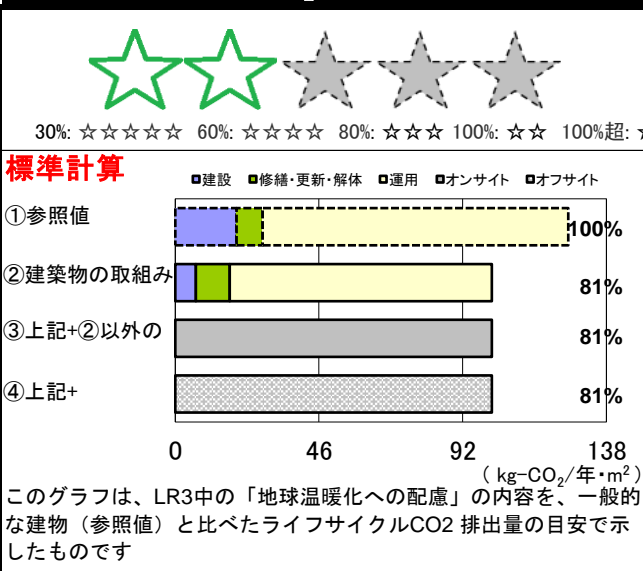 30%: ☆☆☆☆☆ 60%: ☆☆☆☆ 80%: ☆☆☆ 100%: ☆☆ 100%超:
標準計算
建設 修繕・更新・解体 運用 オンサイト オフサイト
①参照値
100%
②建築物の取組み
81%
③上記+②以外の
81%
④上記+
81%
0 46 92 138
( kg-CO₂/年・m² )
このグラフは、LR3中の「地球温暖化への配慮」の内容を、一般的
な建物（参照値）と比べたライフサイクルCO2 排出量の目安で示
したものです